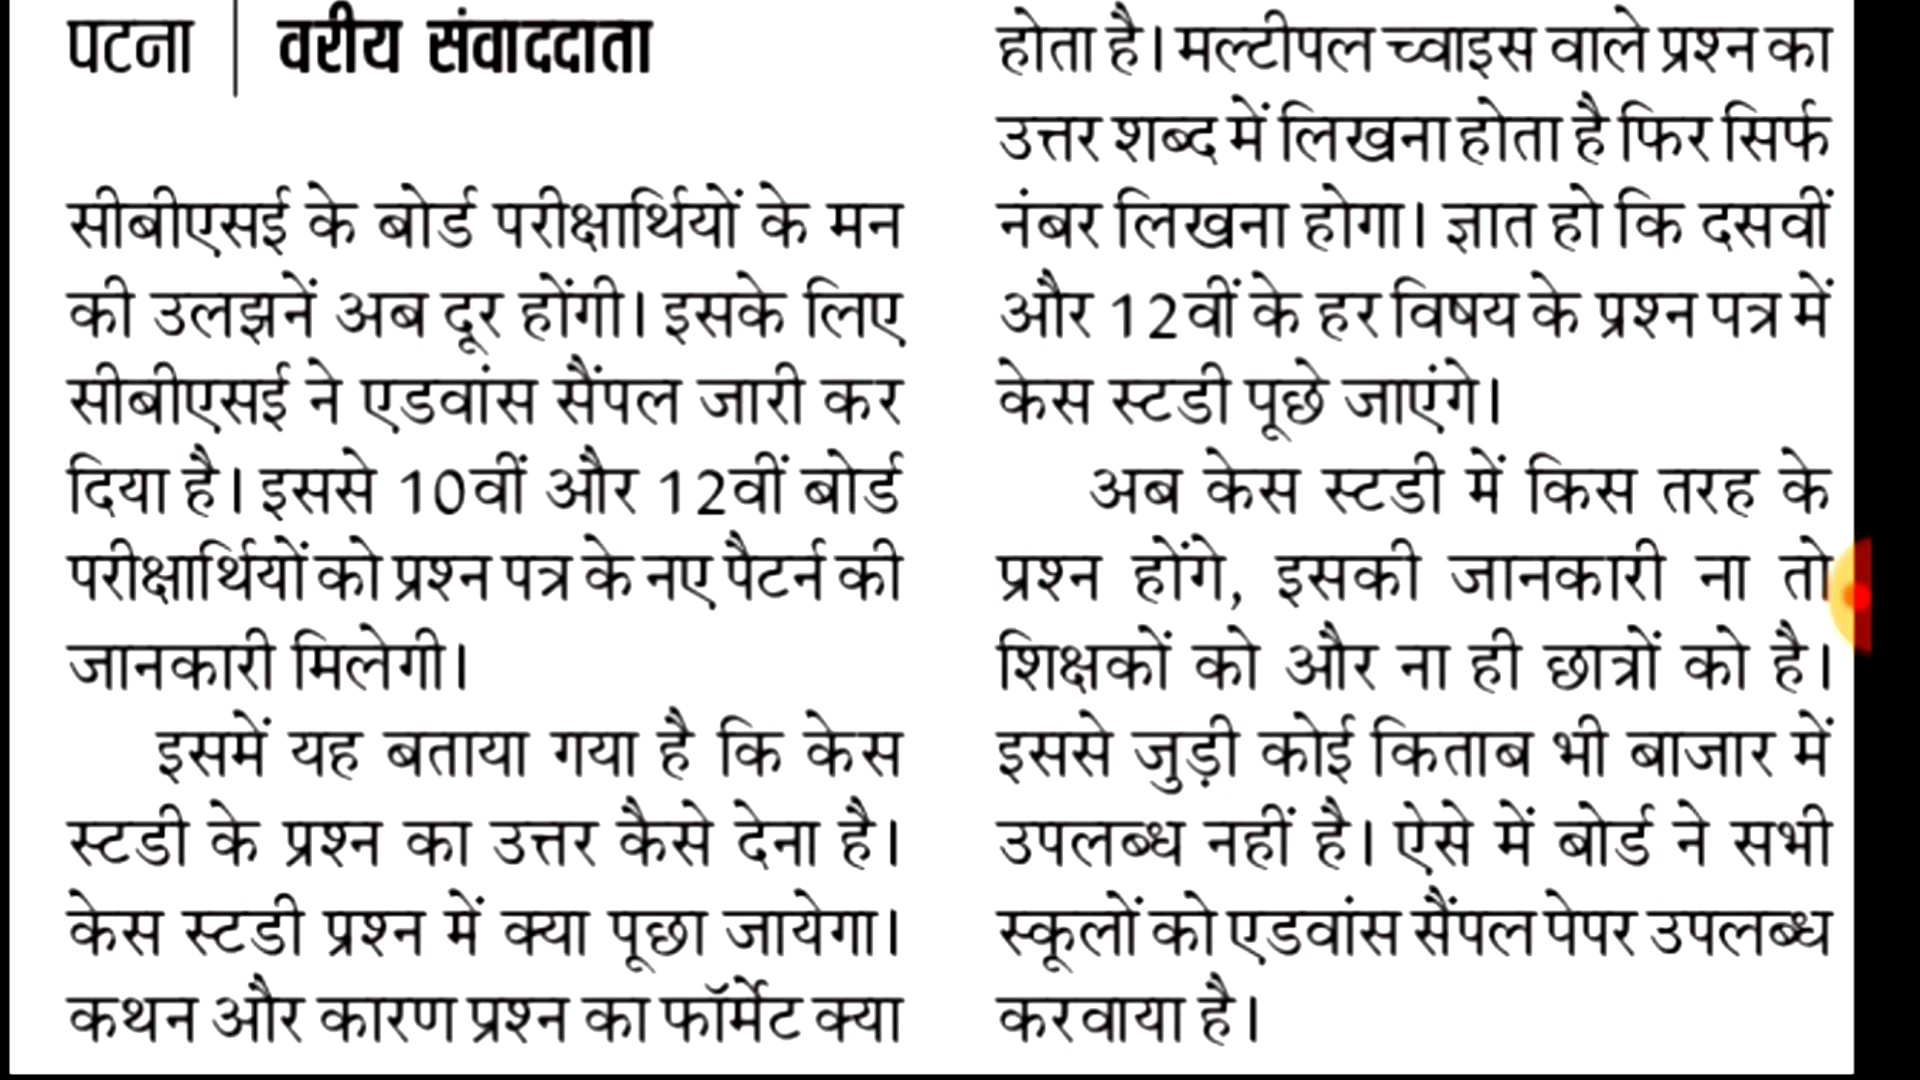 पटना | वरीय संवाददाता
सीबीएसई के बोर्ड परीक्षार्थियों के मन
की उलझनें अब दूर होंगी। इसके लिए
सीबीएसई ने एडवांस सैंपल जारी कर
दिया है। इससे 10वीं और 12वीं बोर्ड
परीक्षार्थियों को प्रश्न पत्र के नए पैटर्न की
जानकारी मिलेगी।
इसमें यह बताया गया है कि केस
स्टडी के प्रश्न का उत्तर कैसे देना है।
केस स्टडी प्रश्न में क्या पूछा जायेगा।
कथन और कारण प्रश्न का फॉर्मेट क्या
होता है। मल्टीपल च्वाइस वाले प्रश्न का
उत्तर शब्द में लिखना होता है फिर सिर्फ
नंबर लिखना होगा। ज्ञात हो कि दसवीं
और 12वीं के हर विषय के प्रश्न पत्र में
केस स्टडी पूछे जाएंगे।
अब केस स्टडी में किस तरह के
प्रश्न होंगे, इसकी जानकारी ना तो
शिक्षकों को और ना ही छात्रों को है।
इससे जुड़ी कोई किताब भी बाजार में
उपलब्ध नहीं है। ऐसे में बोर्ड ने सभी
स्कूलों को एडवांस सैंपल पेपर उपलब्ध
करवाया है।